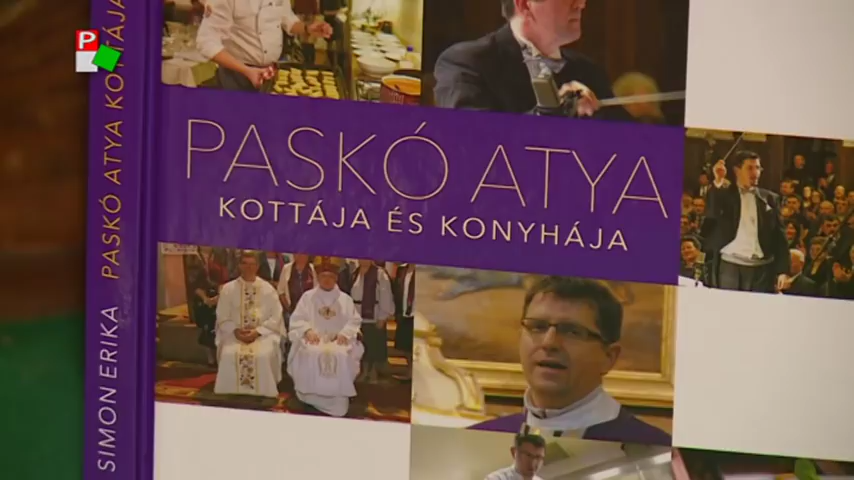 P
PASKÓ ATYA
KOTTÁJA ÉS KONYHÁJA
SIMON ERIKA PASKÓ ATYA KOTTÁJA